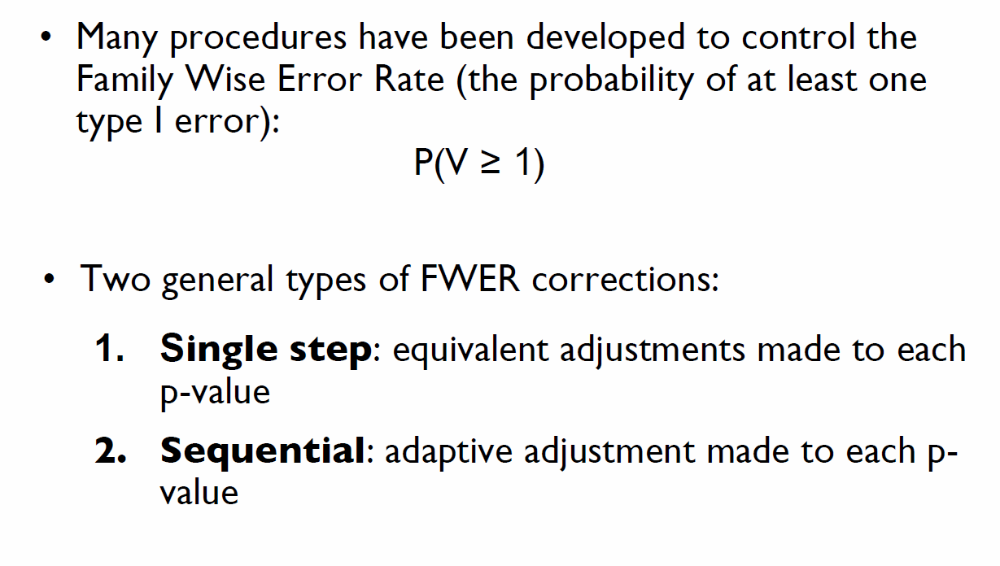 • Many procedures have been developed to control the
Family Wise Error Rate (the probability of at least one
type I error):
P(V ≥ 1)
• Two general types of FWER corrections:
1. Single step: equivalent adjustments made to each
p-value
2. Sequential: adaptive adjustment made to each p-
value